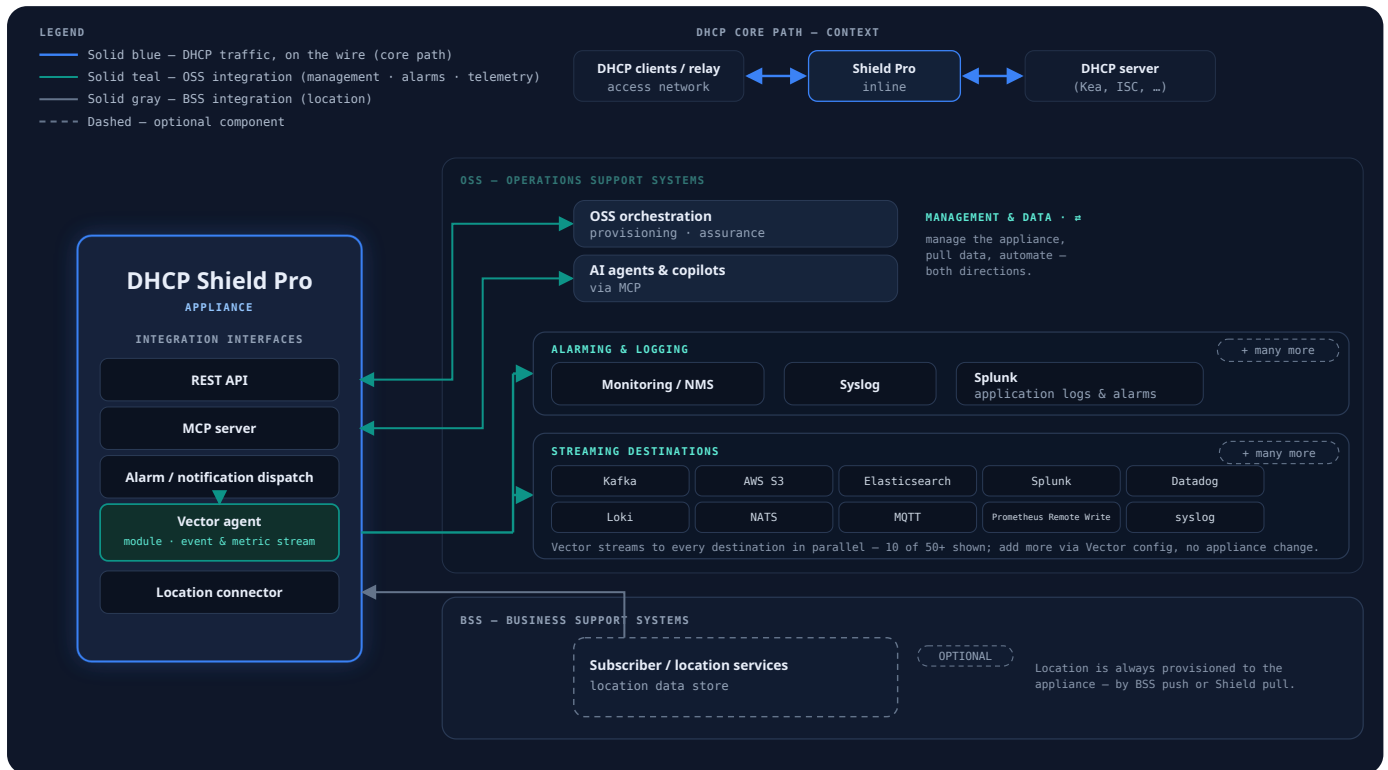 LEGEND
Solid blue — DHCP traffic, on the wire (core path)
Solid teal — OSS integration (management · alarms · telemetry)
Solid gray — BSS integration (location)
Dashed — optional component
DHCP CORE PATH — CONTEXT
DHCP clients / relay
access network
Shield Pro
inline
DHCP server
(Kea, ISC, …)
DHCP Shield Pro
APPLIANCE
INTEGRATION INTERFACES
REST API
MCP server
Alarm / notification dispatch
Vector agent
module · event & metric stream
Location connector
OSS — OPERATIONS SUPPORT SYSTEMS
OSS orchestration
provisioning · assurance
AI agents & copilots
via MCP
MANAGEMENT & DATA · ⇄
manage the appliance,
pull data, automate —
both directions.
ALARMING & LOGGING
+ many more
Monitoring / NMS
Syslog
Splunk
application logs & alarms
STREAMING DESTINATIONS
+ many more
Kafka
AWS S3
Elasticsearch
Splunk
Datadog
Loki
NATS
MQTT
Prometheus Remote Write
syslog
Vector streams to every destination in parallel — 10 of 50+ shown; add more via Vector config, no appliance change.
BSS — BUSINESS SUPPORT SYSTEMS
Subscriber / location services
location data store
OPTIONAL
Location is always provisioned to the
appliance — by BSS push or Shield pull.